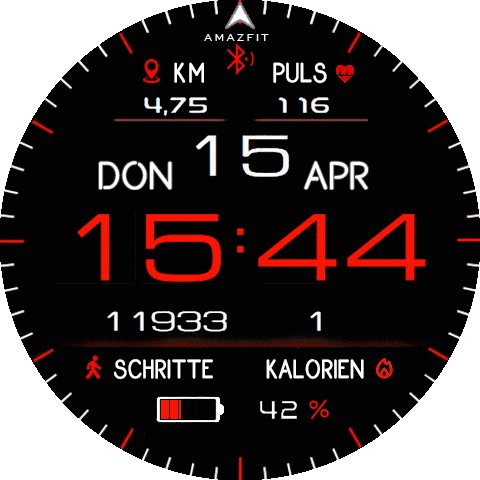 AMAZFIT
KM PULS
4,75 116
DON 15 APR
15:44
11933 1
SCHRITTE KALORIEN
42 %